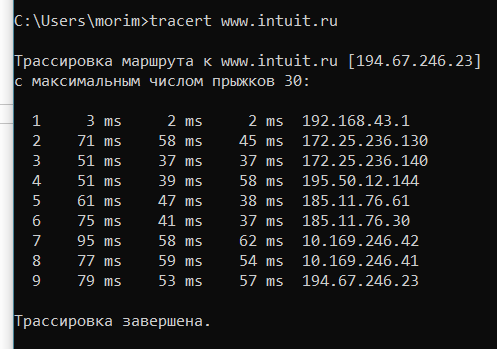 C:\Users\morim>tracert www.intuit.ru
Трассировка маршрута к www.intuit.ru [194.67.246.23]
с максимальным числом прыжков 30:
1 3 ms 2 ms 2 ms 192.168.43.1
2 71 ms 58 ms 45 ms 172.25.236.130
3 51 ms 37 ms 37 ms 172.25.236.140
4 51 ms 39 ms 58 ms 195.50.12.144
5 61 ms 47 ms 38 ms 185.11.76.61
6 75 ms 41 ms 37 ms 185.11.76.30
7 95 ms 58 ms 62 ms 10.169.246.42
8 77 ms 59 ms 54 ms 10.169.246.41
9 79 ms 53 ms 57 ms 194.67.246.23
Трассировка завершена.